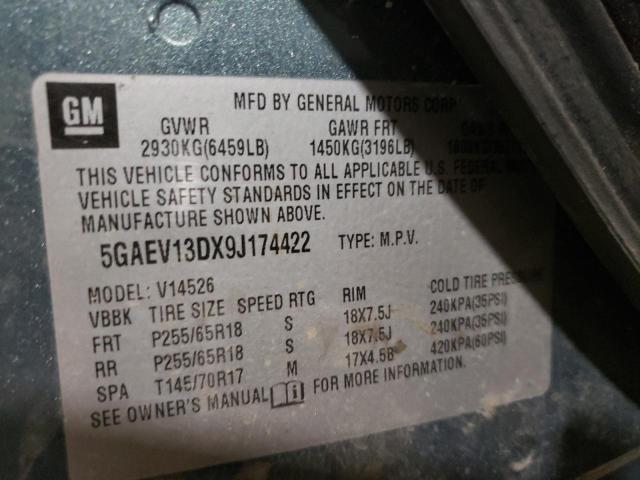 GM
MFD BY GENERAL MOTORS CORP
GVWR GAWR FRT
2930KG(6459LB) 1450KG(3196LB)
THIS VEHICLE CONFORMS TO ALL APPLICABLE U.S. FEDERAL
VEHICLE SAFETY STANDARDS IN EFFECT ON THE DATE OF
MANUFACTURE SHOWN ABOVE.
5GAEV13DX9J174422 TYPE: M.P.V.
MODEL: V14526
VBBK TIRE SIZE SPEED RTG RIM COLD TIRE PRESSURE
FRT P255/65R18 S 18X7.5J 240KPA(35PSI)
RR P255/65R18 S 18X7.5J 240KPA(35PSI)
SPA T145/70R17 M 17X4.5B 420KPA(60PSI)
SEE OWNER'S MANUAL FOR MORE INFORMATION.